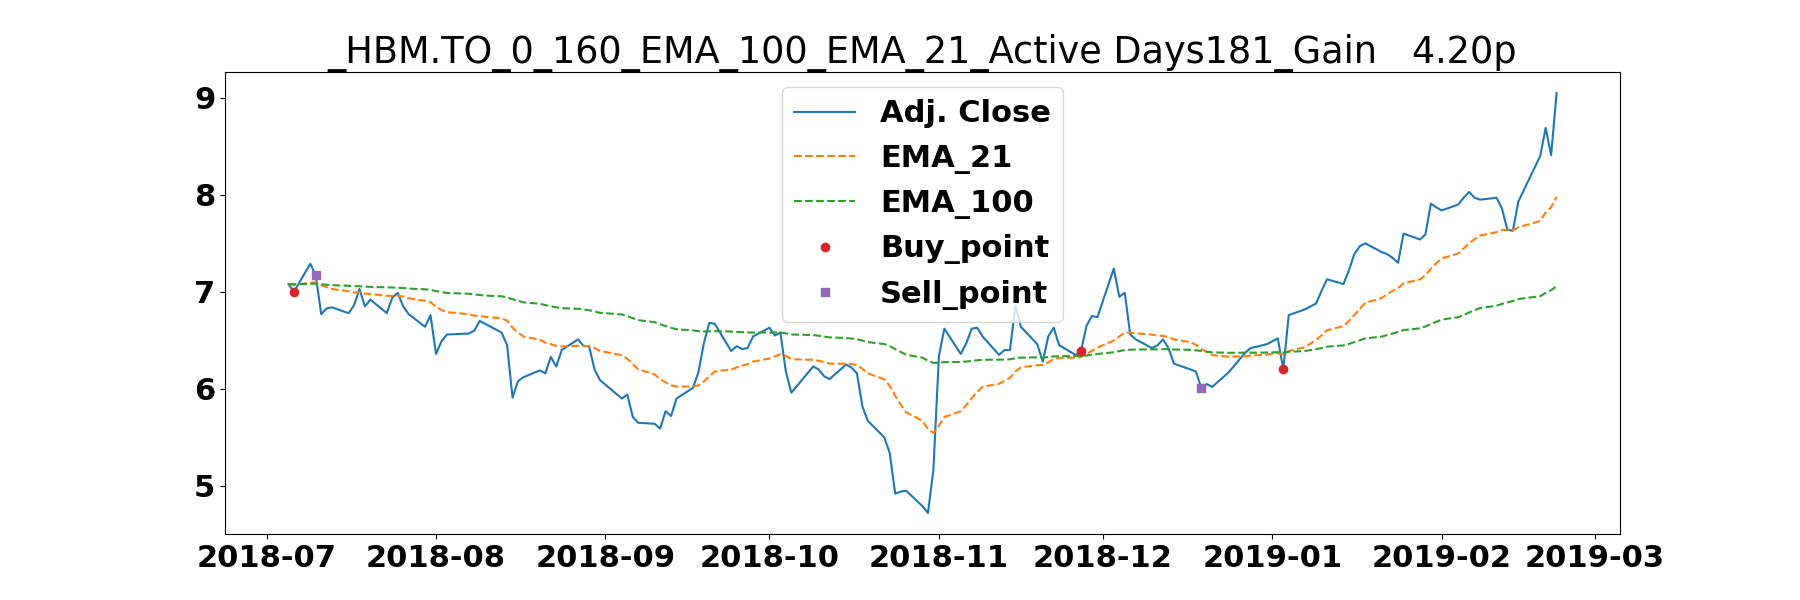 _HBM.TO_0_160_EMA_100_EMA_21_Active Days181_Gain   4.20p
9
8
7
6
5
Adj. Close
EMA_21
EMA_100
Buy_point
Sell_point
2018-07 2018-08 2018-09 2018-10 2018-11 2018-12 2019-01 2019-02 2019-03